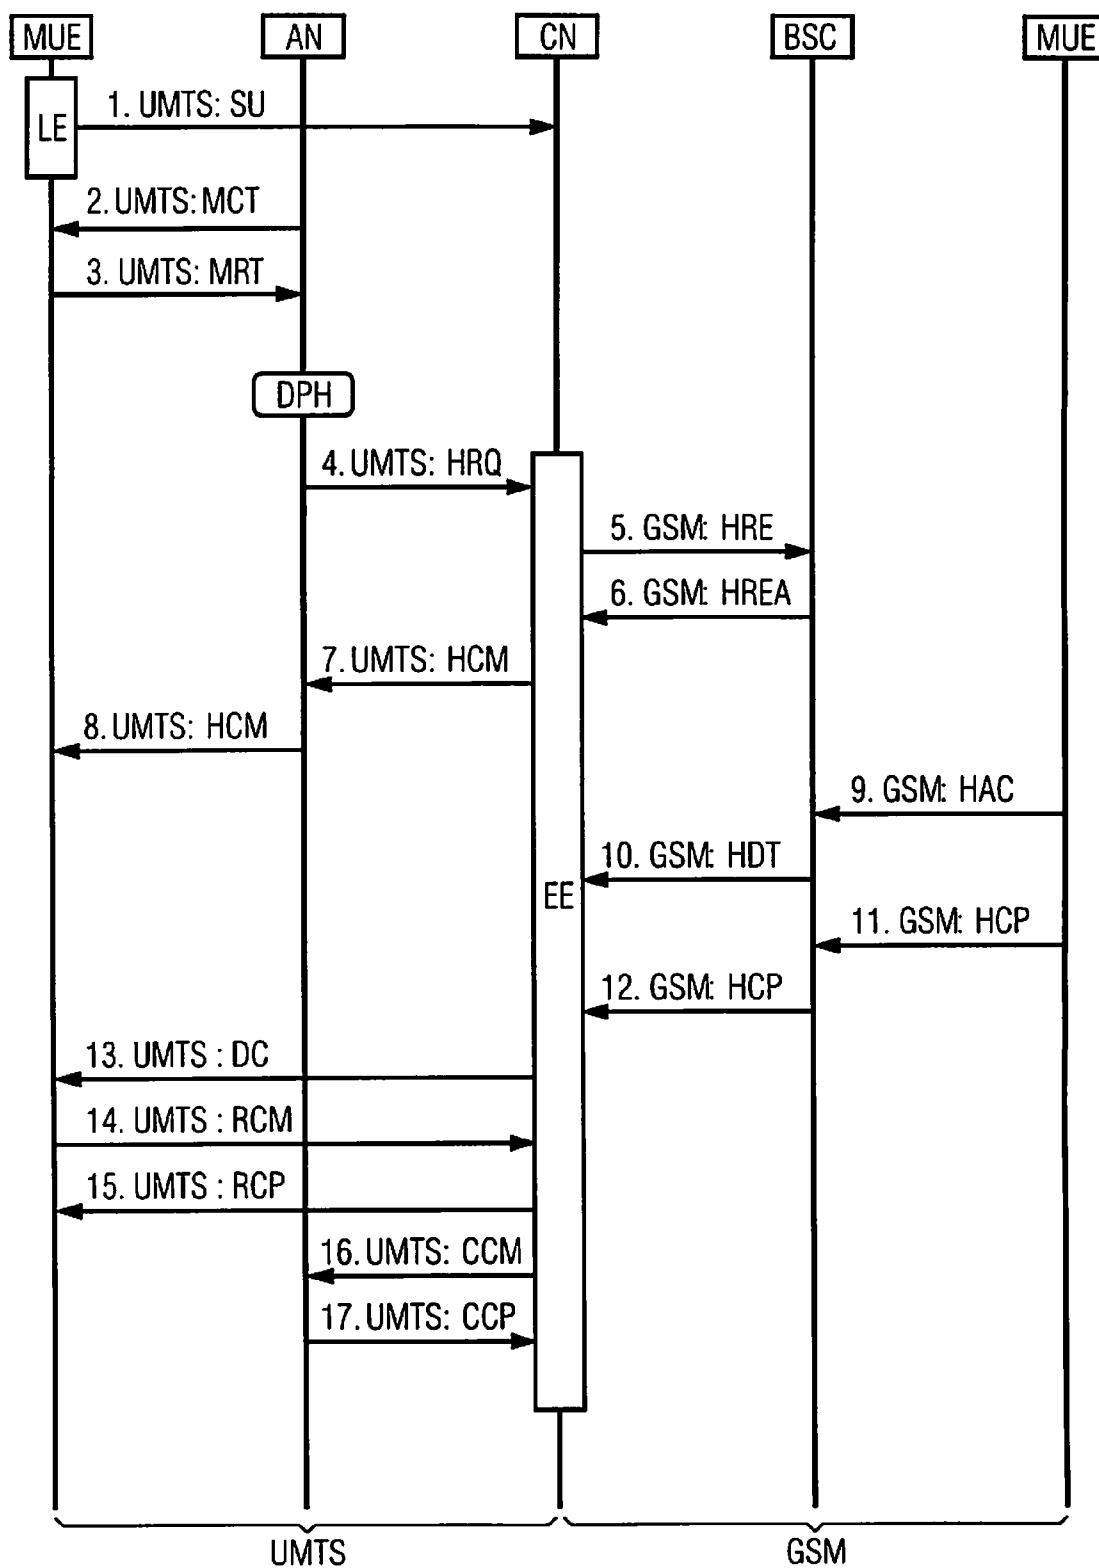 MUE AN CN BSC MUE
LE
1. UMTS: SU
2. UMTS: MCT
3. UMTS: MRT
DPH
4. UMTS: HRQ
5. GSM: HRE
6. GSM: HREA
7. UMTS: HCM
8. UMTS: HCM
9. GSM: HAC
10. GSM: HDT
EE
11. GSM: HCP
12. GSM: HCP
13. UMTS : DC
14. UMTS : RCM
15. UMTS : RCP
16. UMTS: CCM
17. UMTS: CCP
UMTS GSM